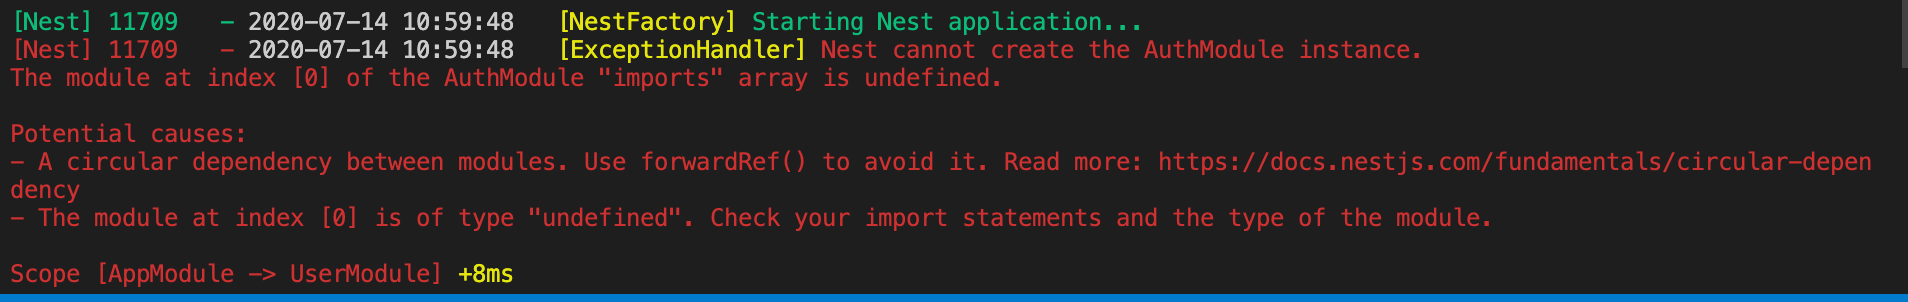 [Nest] 11709   - 2020-07-14 10:59:48   [NestFactory] Starting Nest application...
[Nest] 11709   - 2020-07-14 10:59:48   [ExceptionHandler] Nest cannot create the AuthModule instance.
The module at index [0] of the AuthModule "imports" array is undefined.

Potential causes:
- A circular dependency between modules. Use forwardRef() to avoid it. Read more: https://docs.nestjs.com/fundamentals/circular-depen
dency
- The module at index [0] is of type "undefined". Check your import statements and the type of the module.

Scope [AppModule -> UserModule] +8ms